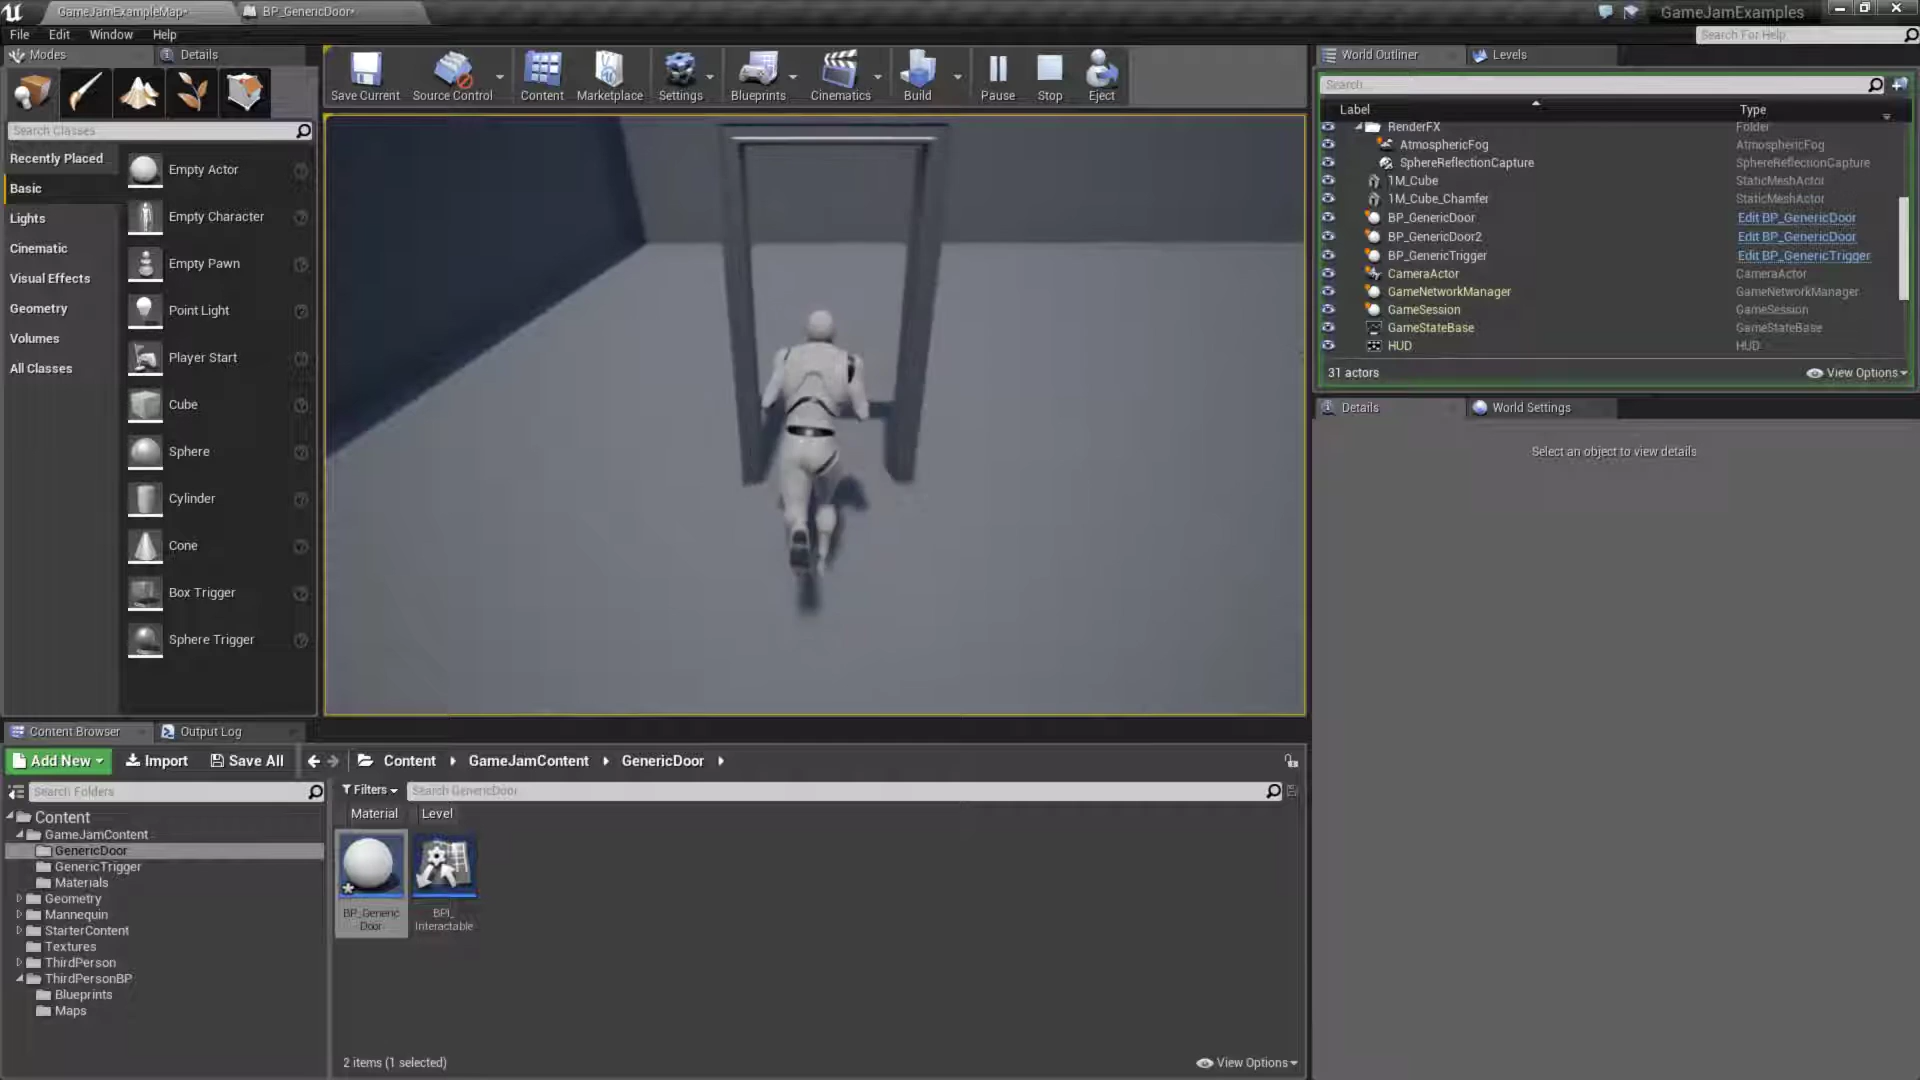 GameJamExampleMap*
BP_GenericDoor*
GameJamExamples
File Edit Window Help
Search For Help
Modes
Details
Save Current
Source Control
Content
Marketplace
Settings
Blueprints
Cinematics
Build
Pause
Stop
Eject
Search Classes
Recently Placed
Basic
Lights
Cinematic
Visual Effects
Geometry
Volumes
All Classes
Empty Actor
Empty Character
Empty Pawn
Point Light
Player Start
Cube
Sphere
Cylinder
Cone
Box Trigger
Sphere Trigger
World Outliner
Levels
Search...
Label Type
RenderFX Folder
AtmosphericFog AtmosphericFog
SphereReflectionCapture SphereReflectionCapture
1M_Cube StaticMeshActor
1M_Cube_Chamfer StaticMeshActor
BP_GenericDoor Edit BP_GenericDoor
BP_GenericDoor2 Edit BP_GenericDoor
BP_GenericTrigger Edit BP_GenericTrigger
CameraActor CameraActor
GameNetworkManager GameNetworkManager
GameSession GameSession
GameStateBase GameStateBase
HUD HUD
31 actors
View Options
Details
World Settings
Select an object to view details
Content Browser
Output Log
Add New
Import
Save All
Content
GameJamContent
GenericDoor
Search Folders
Filters
Search GenericDoor
Material
Level
Content
GameJamContent
GenericDoor
GenericTrigger
Materials
Geometry
Mannequin
StarterContent
Textures
ThirdPerson
ThirdPersonBP
Blueprints
Maps
BP_Generic
Door
BPI_
Interactable
2 items (1 selected)
View Options